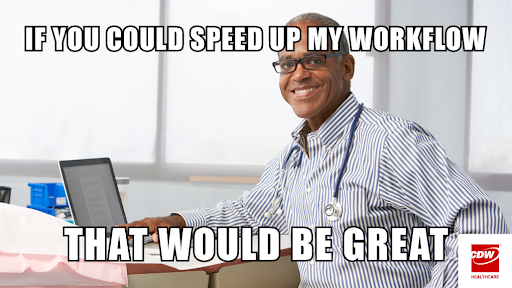 IF YOU COULD SPEED UP MY WORKFLOW
THAT WOULD BE GREAT
CDW
HEALTHCARE